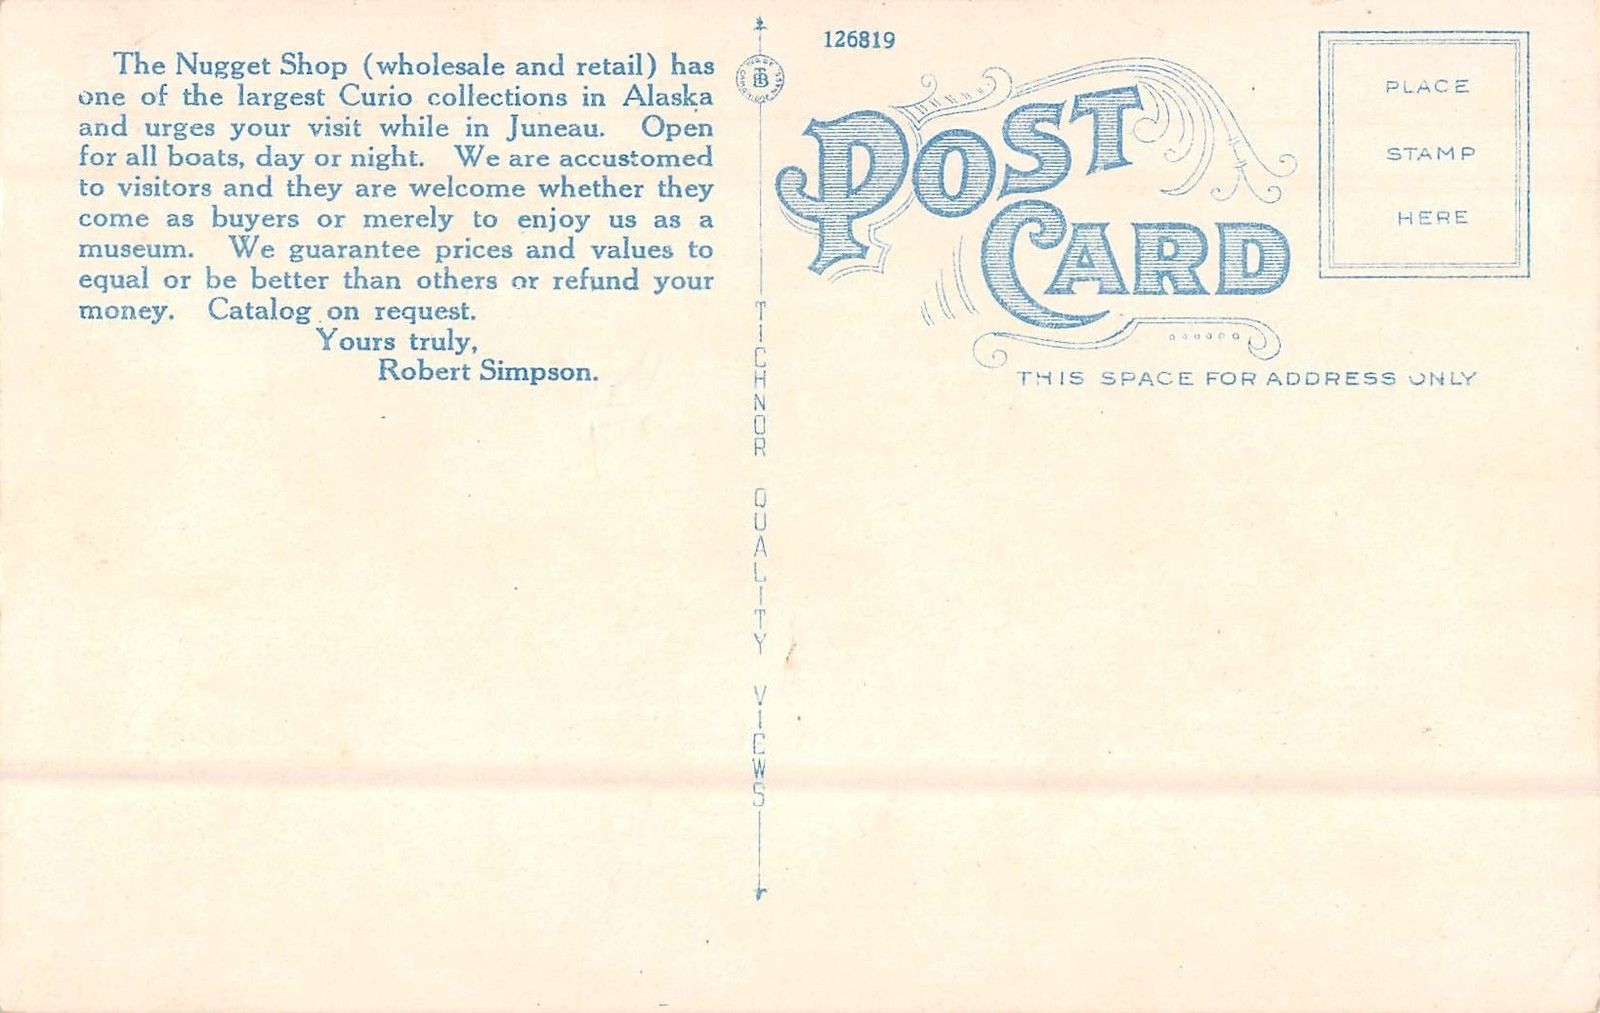 The Nugget Shop (wholesale and retail) has
one of the largest Curio collections in Alaska
and urges your visit while in Juneau. Open
for all boats, day or night. We are accustomed
to visitors and they are welcome whether they
come as buyers or merely to enjoy us as a
museum. We guarantee prices and values to
equal or be better than others or refund your
money. Catalog on request.
Yours truly,
Robert Simpson.
TICHNOR QUALITY VIEWS
126819
POST
CARD
THIS SPACE FOR ADDRESS ONLY
PLACE
STAMP
HERE